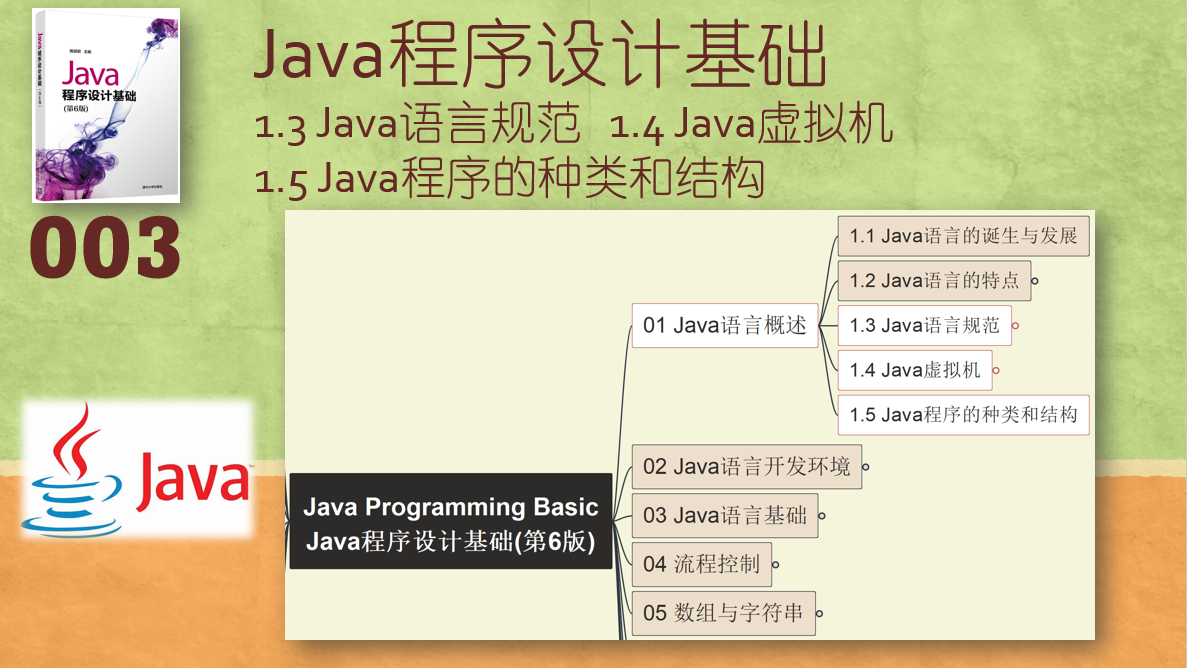 Java程序设计基础
1.3 Java语言规范 1.4 Java虚拟机
1.5 Java程序的种类和结构
Java
程序设计基础
(第6版)
003
Java
1.1 Java语言的诞生与发展
1.2 Java语言的特点
01 Java语言概述
1.3 Java语言规范
1.4 Java虚拟机
1.5 Java程序的种类和结构
02 Java语言开发环境
03 Java语言基础
Java Programming Basic
Java程序设计基础(第6版)
04 流程控制
05 数组与字符串